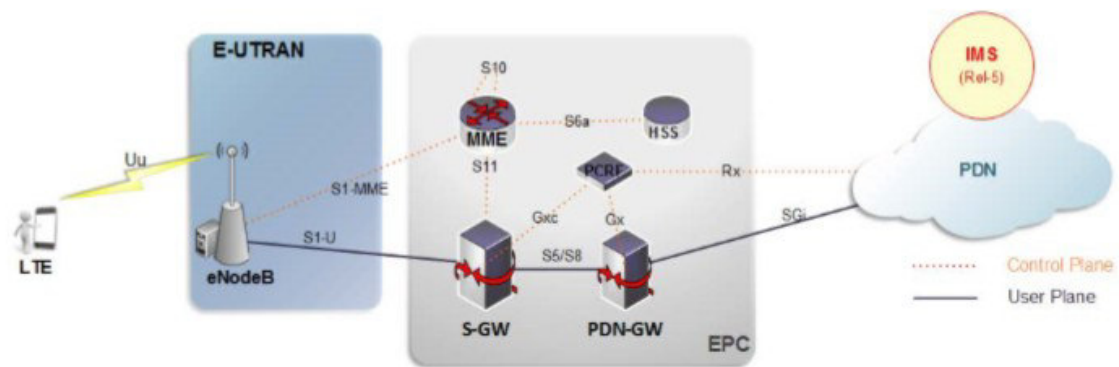 E-UTRAN
IMS
(Rel-5)
S10
MME
S6a
HSS
Uu
S11
PCRF
Rx
PDN
S1-MME
Gxc
Gx
SGi
LTE
S1-U
S5/S8
eNodeB
Control Plane
User Plane
S-GW
PDN-GW
EPC